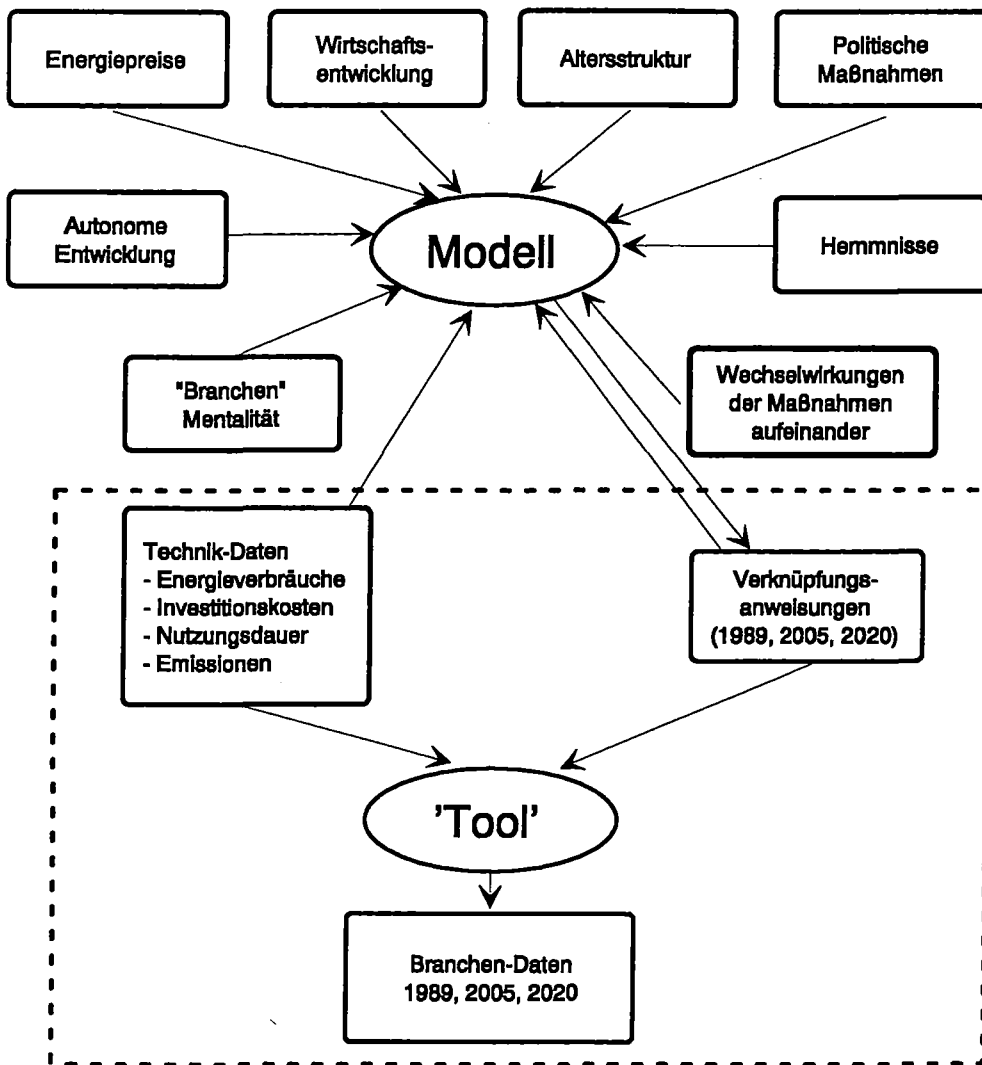 Energiepreise
Wirtschafts-
entwicklung
Altersstruktur
Politische
Maßnahmen
Autonome
Entwicklung
Modell
Hemmnisse
"Branchen"
Mentalität
Wechselwirkungen
der Maßnahmen
aufeinander
Technik-Daten
- Energieverbräuche
- Investitionskosten
- Nutzungsdauer
- Emissionen
Verknüpfungs-
anweisungen
(1989, 2005, 2020)
'Tool'
Branchen-Daten
1989, 2005, 2020